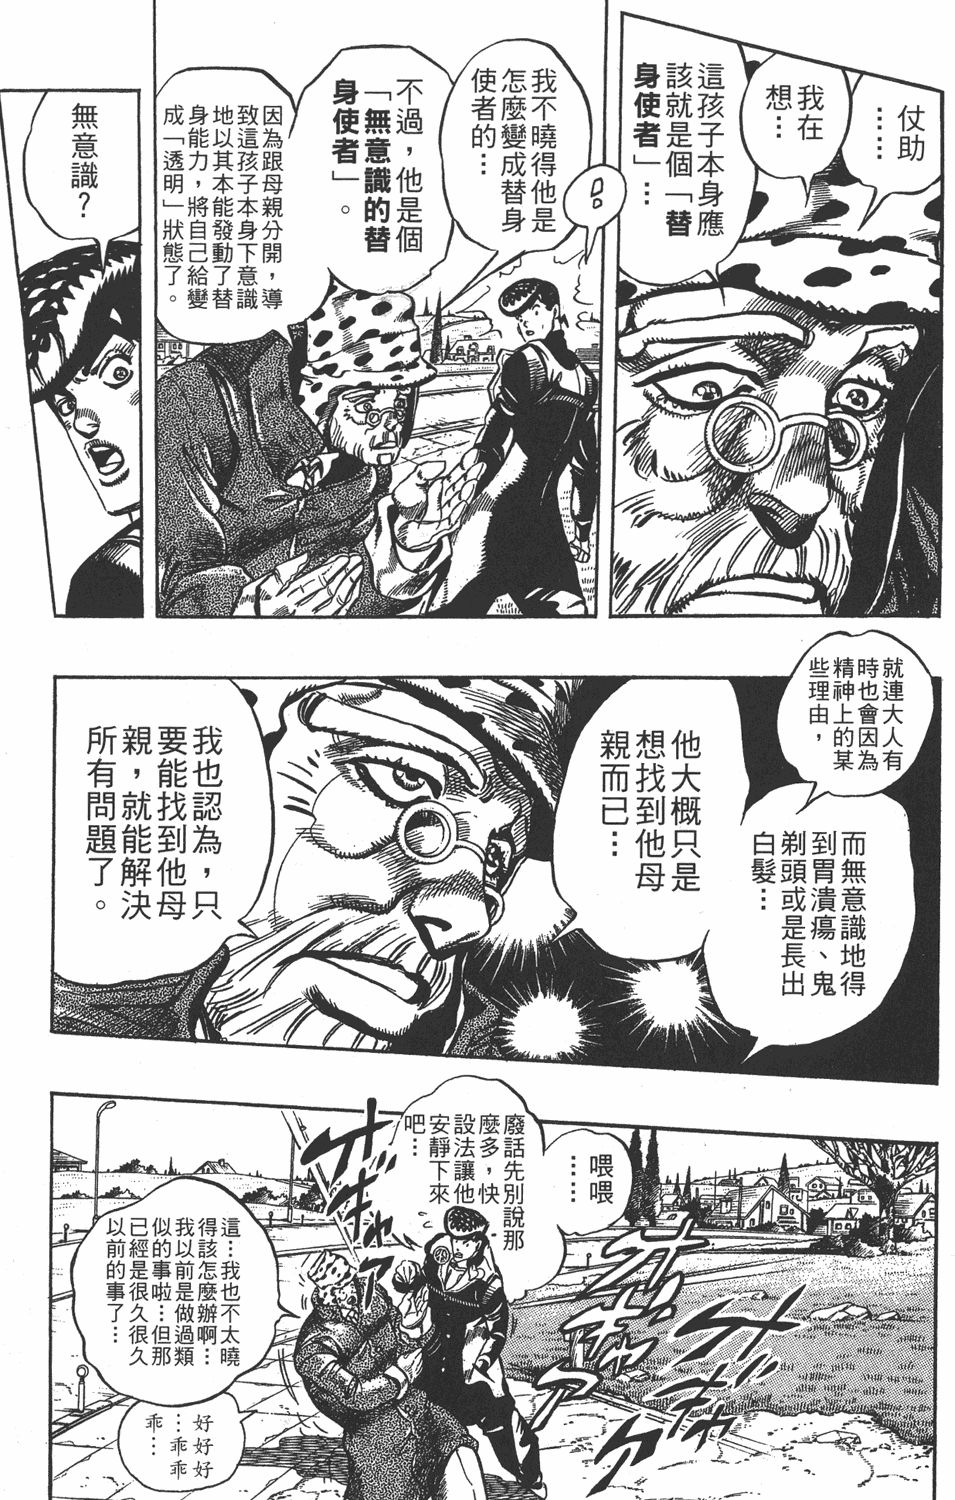 仗助
⋯⋯
我在
想⋯
這孩子本身應
該就是個「替
身使者」⋯
我不曉得他是
怎麼變成替身
使者的⋯
不過，他是個
「無意識的替
身使者」。
因為跟母親分開，導
致這孩子本身下意識
地以其本能發動了替
身能力，將自己給變
成「透明」狀態了。
無意識？
就連大人有
時也會因為
精神上的某
些理由，
而無意識地得
到胃潰瘍、鬼
剃頭或是長出
白髮⋯
他大概只是
想找到他母
親而已⋯
我也認為，只
要能找到他母
親，就能解決
所有問題了。
喂喂
⋯⋯
廢話先別說那
麼多，快
設法讓他
安靜下來
吧⋯
這⋯我也不太曉
得該怎麼辦啊⋯
我以前是做過類
似的事啦⋯但那
已經是很久很久
以前的事了⋯
好好好
⋯乖乖
乖⋯